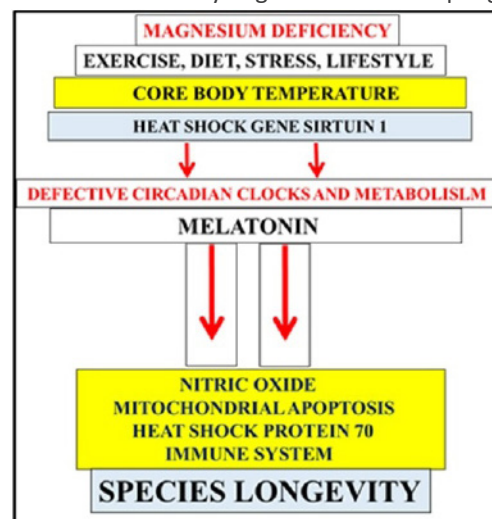 MAGNESIUM DEFICIENCY
EXERCISE, DIET, STRESS, LIFESTYLE
CORE BODY TEMPERATURE
HEAT SHOCK GENE SIRTUIN 1
DEFECTIVE CIRCADIAN CLOCKS AND METABOLISLM
MELATONIN
NITRIC OXIDE
MITOCHONDRIAL APOPTOSIS
HEAT SHOCK PROTEIN 70
IMMUNE SYSTEM
SPECIES LONGEVITY